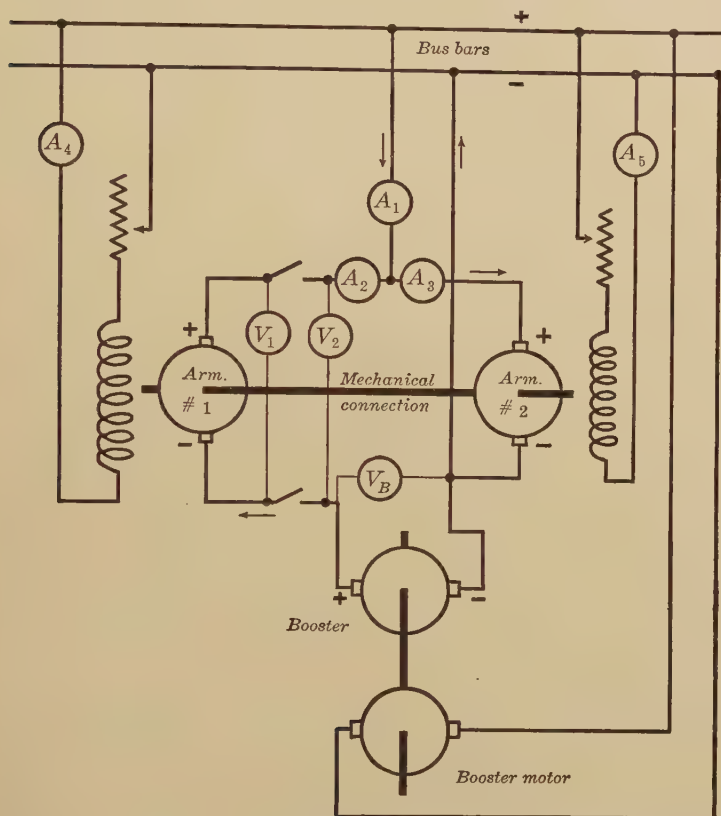 +
Bus bars
−
A4
A5
A1
A2
A3
V1
V2
+
Arm.
# 1
−
Mechanical
connection
+
Arm.
# 2
−
VB
+
−
Booster
Booster motor